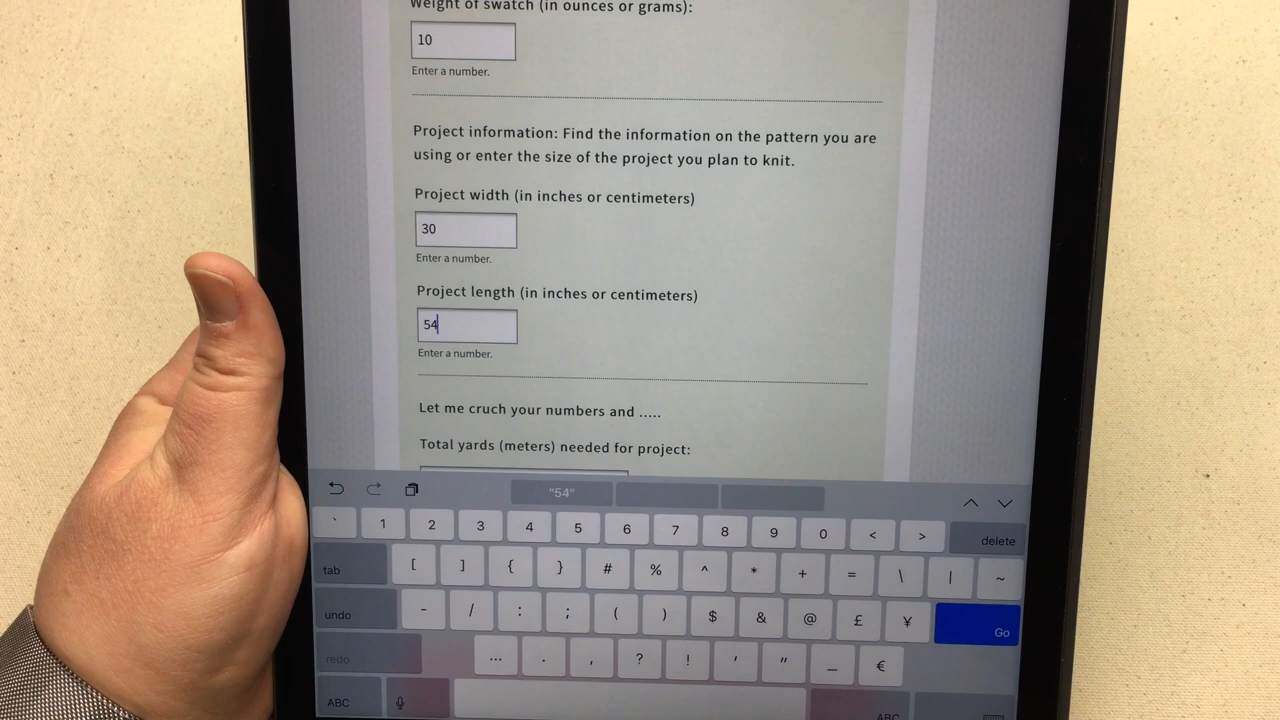 Weight of swatch (in ounces or grams):
10
Enter a number.
Project information: Find the information on the pattern you are
using or enter the size of the project you plan to knit.
Project width (in inches or centimeters)
30
Enter a number.
Project length (in inches or centimeters)
54
Enter a number.
Let me cruch your numbers and .....
Total yards (meters) needed for project:
"54"
` 1 2 3 4 5 6 7 8 9 0 < > delete
tab [ ] { } # % ^ * + = \ | ~
undo - / : ; ( ) $ & @ £ ¥ Go
redo ... . , ? ! ' " _ €
ABC ABC